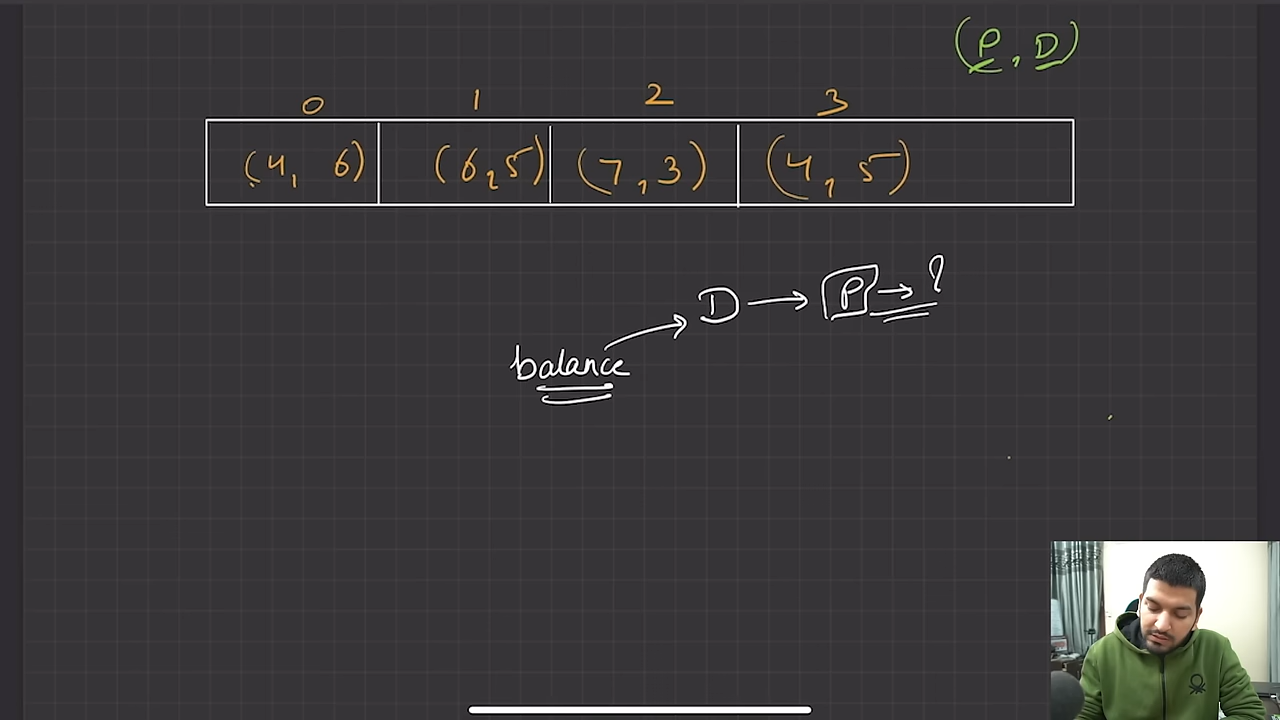 (P, D)
0 1 2 3
(4, 6) (6,5) (7,3) (4, 5)
D → P → ?
balance